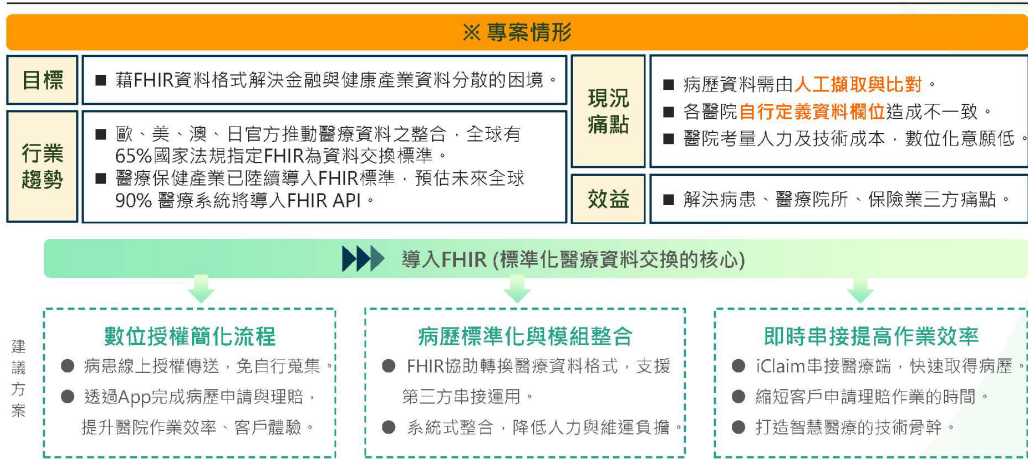 ※ 專案情形
目標
■ 藉FHIR資料格式解決金融與健康產業資料分散的困境。
行業
趨勢
■ 歐、美、澳、日官方推動醫療資料之整合，全球有
65%國家法規指定FHIR為資料交換標準。
■ 醫療保健產業已陸續導入FHIR標準，預估未來全球
90% 醫療系統將導入FHIR API。
現況
痛點
■ 病歷資料需由人工擷取與比對。
■ 各醫院自行定義資料欄位造成不一致。
■ 醫院考量人力及技術成本，數位化意願低。
效益
■ 解決病患、醫療院所、保險業三方痛點。
導入FHIR (標準化醫療資料交換的核心)
建
議
方
案
數位授權簡化流程
● 病患線上授權傳送，免自行蒐集。
● 透過App完成病歷申請與理賠，
提升醫院作業效率、客戶體驗。
病歷標準化與模組整合
● FHIR協助轉換醫療資料格式，支援
第三方串接運用。
● 系統式整合，降低人力與維運負擔。
即時串接提高作業效率
● iClaim串接醫療端，快速取得病歷。
● 縮短客戶申請理賠作業的時間。
● 打造智慧醫療的技術骨幹。